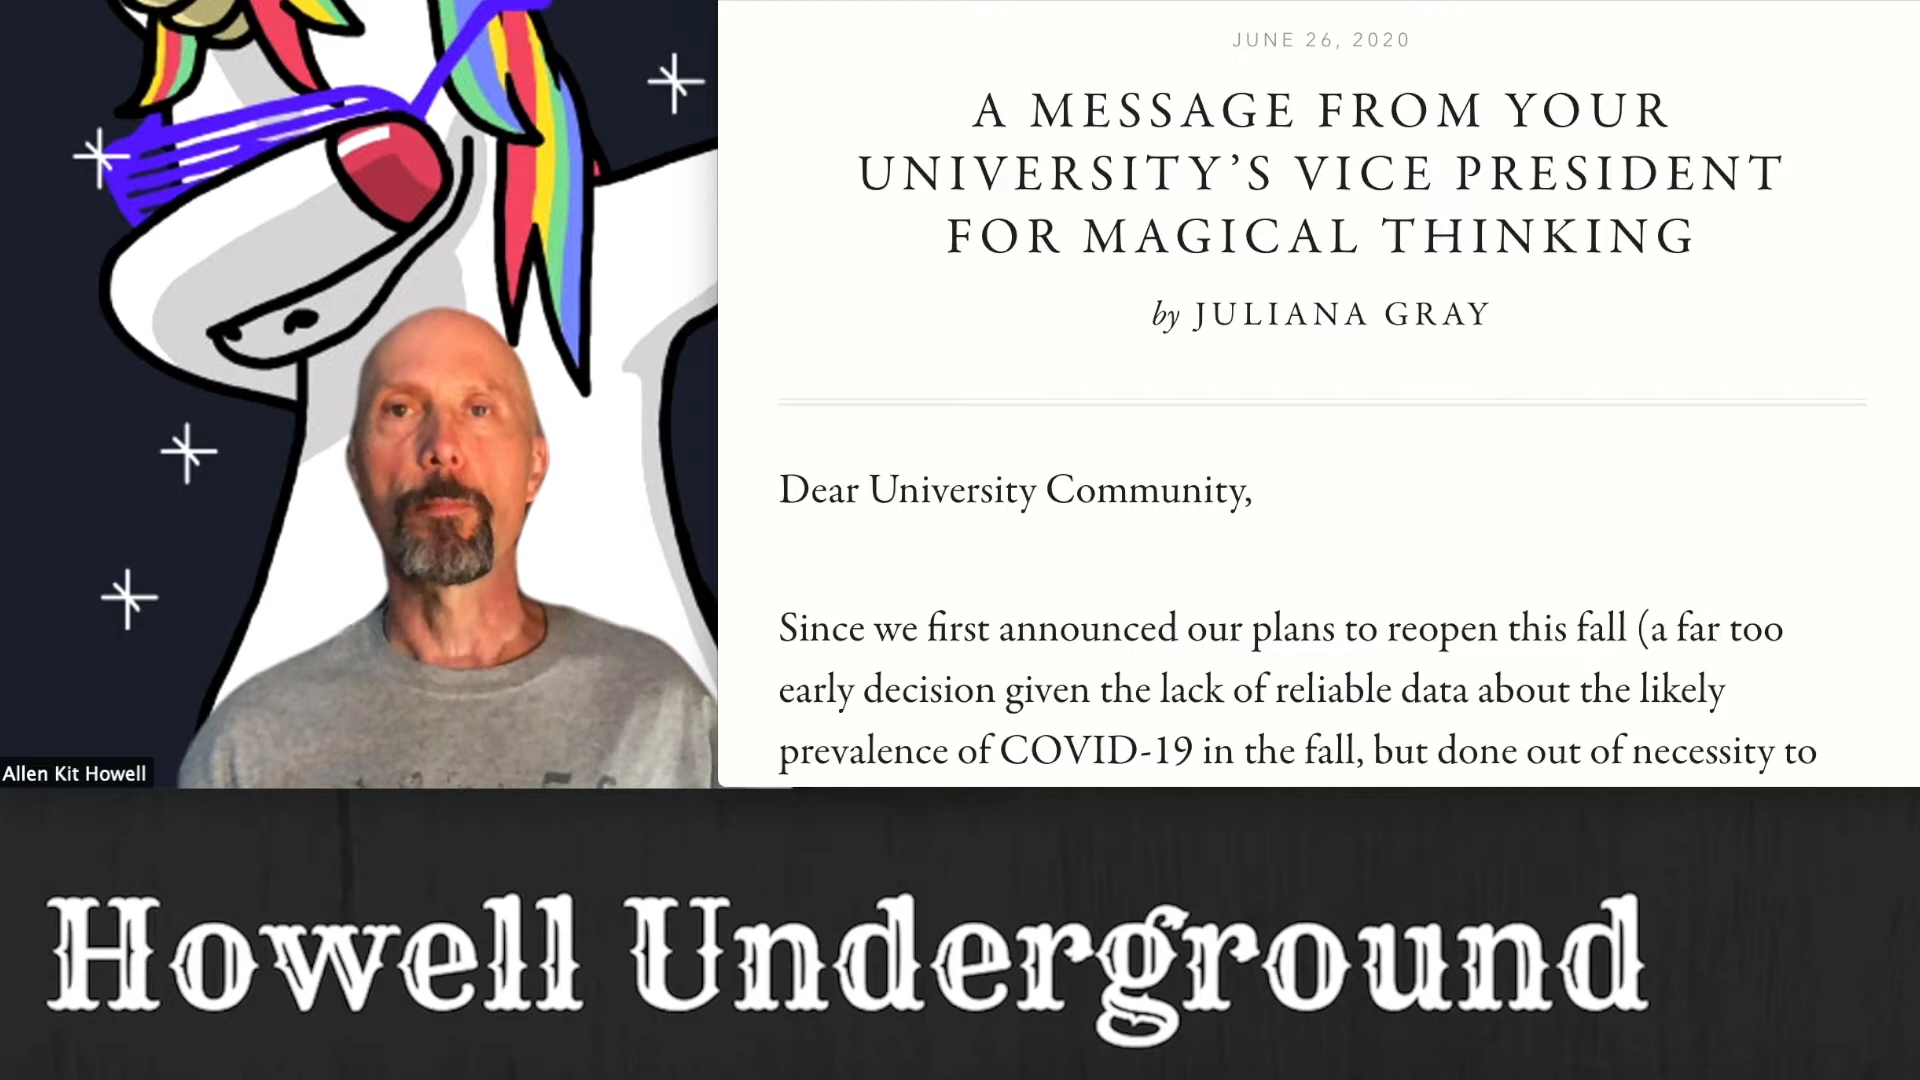 JUNE 26, 2020
A MESSAGE FROM YOUR
UNIVERSITY’S VICE PRESIDENT
FOR MAGICAL THINKING
by JULIANA GRAY
Dear University Community,
Since we first announced our plans to reopen this fall (a far too
early decision given the lack of reliable data about the likely
prevalence of COVID-19 in the fall, but done out of necessity to
Allen Kit Howell
Howell Underground